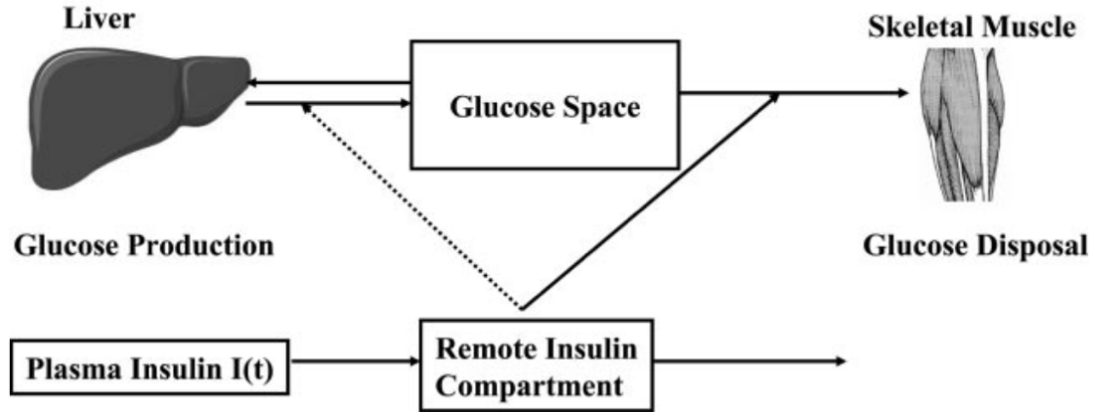 Liver
Skeletal Muscle
Glucose Space
Glucose Production
Glucose Disposal
Plasma Insulin I(t)
Remote Insulin
Compartment